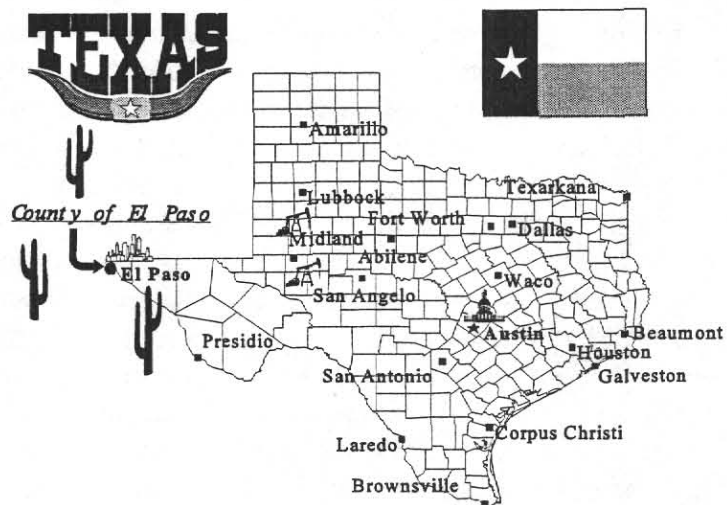 TEXAS
Amarillo
Texarkana
Lubbock
County of El Paso
Fort Worth
Dallas
Midland
Abilene
El Paso
Waco
San Angelo
Presidio
Austin
Beaumont
Houston
San Antonio
Galveston
Corpus Christi
Laredo
Brownsville